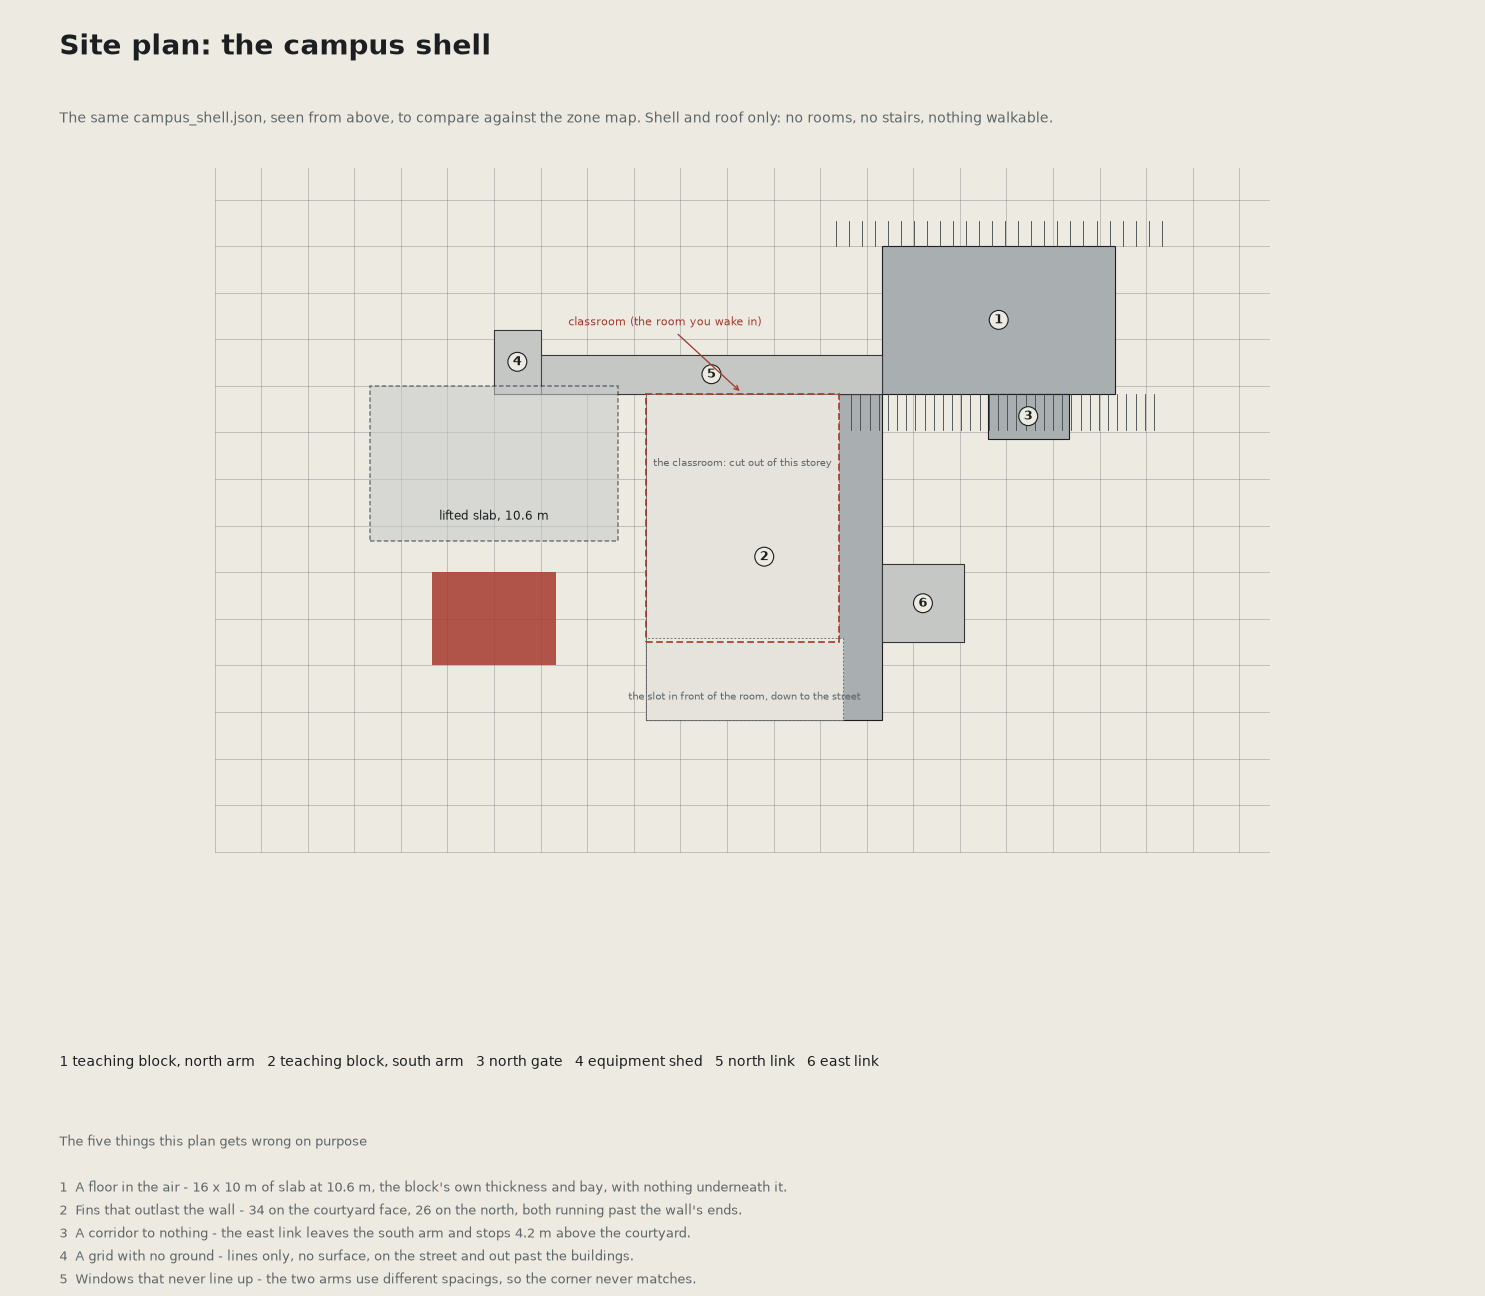 Site plan: the campus shell
The same campus_shell.json, seen from above, to compare against the zone map. Shell and roof only: no rooms, no stairs, nothing walkable.
classroom (the room you wake in)
1
4
5
3
the classroom: cut out of this storey
lifted slab, 10.6 m
2
6
the slot in front of the room, down to the street
1 teaching block, north arm   2 teaching block, south arm   3 north gate   4 equipment shed   5 north link   6 east link
The five things this plan gets wrong on purpose
1  A floor in the air - 16 x 10 m of slab at 10.6 m, the block's own thickness and bay, with nothing underneath it.
2  Fins that outlast the wall - 34 on the courtyard face, 26 on the north, both running past the wall's ends.
3  A corridor to nothing - the east link leaves the south arm and stops 4.2 m above the courtyard.
4  A grid with no ground - lines only, no surface, on the street and out past the buildings.
5  Windows that never line up - the two arms use different spacings, so the corner never matches.